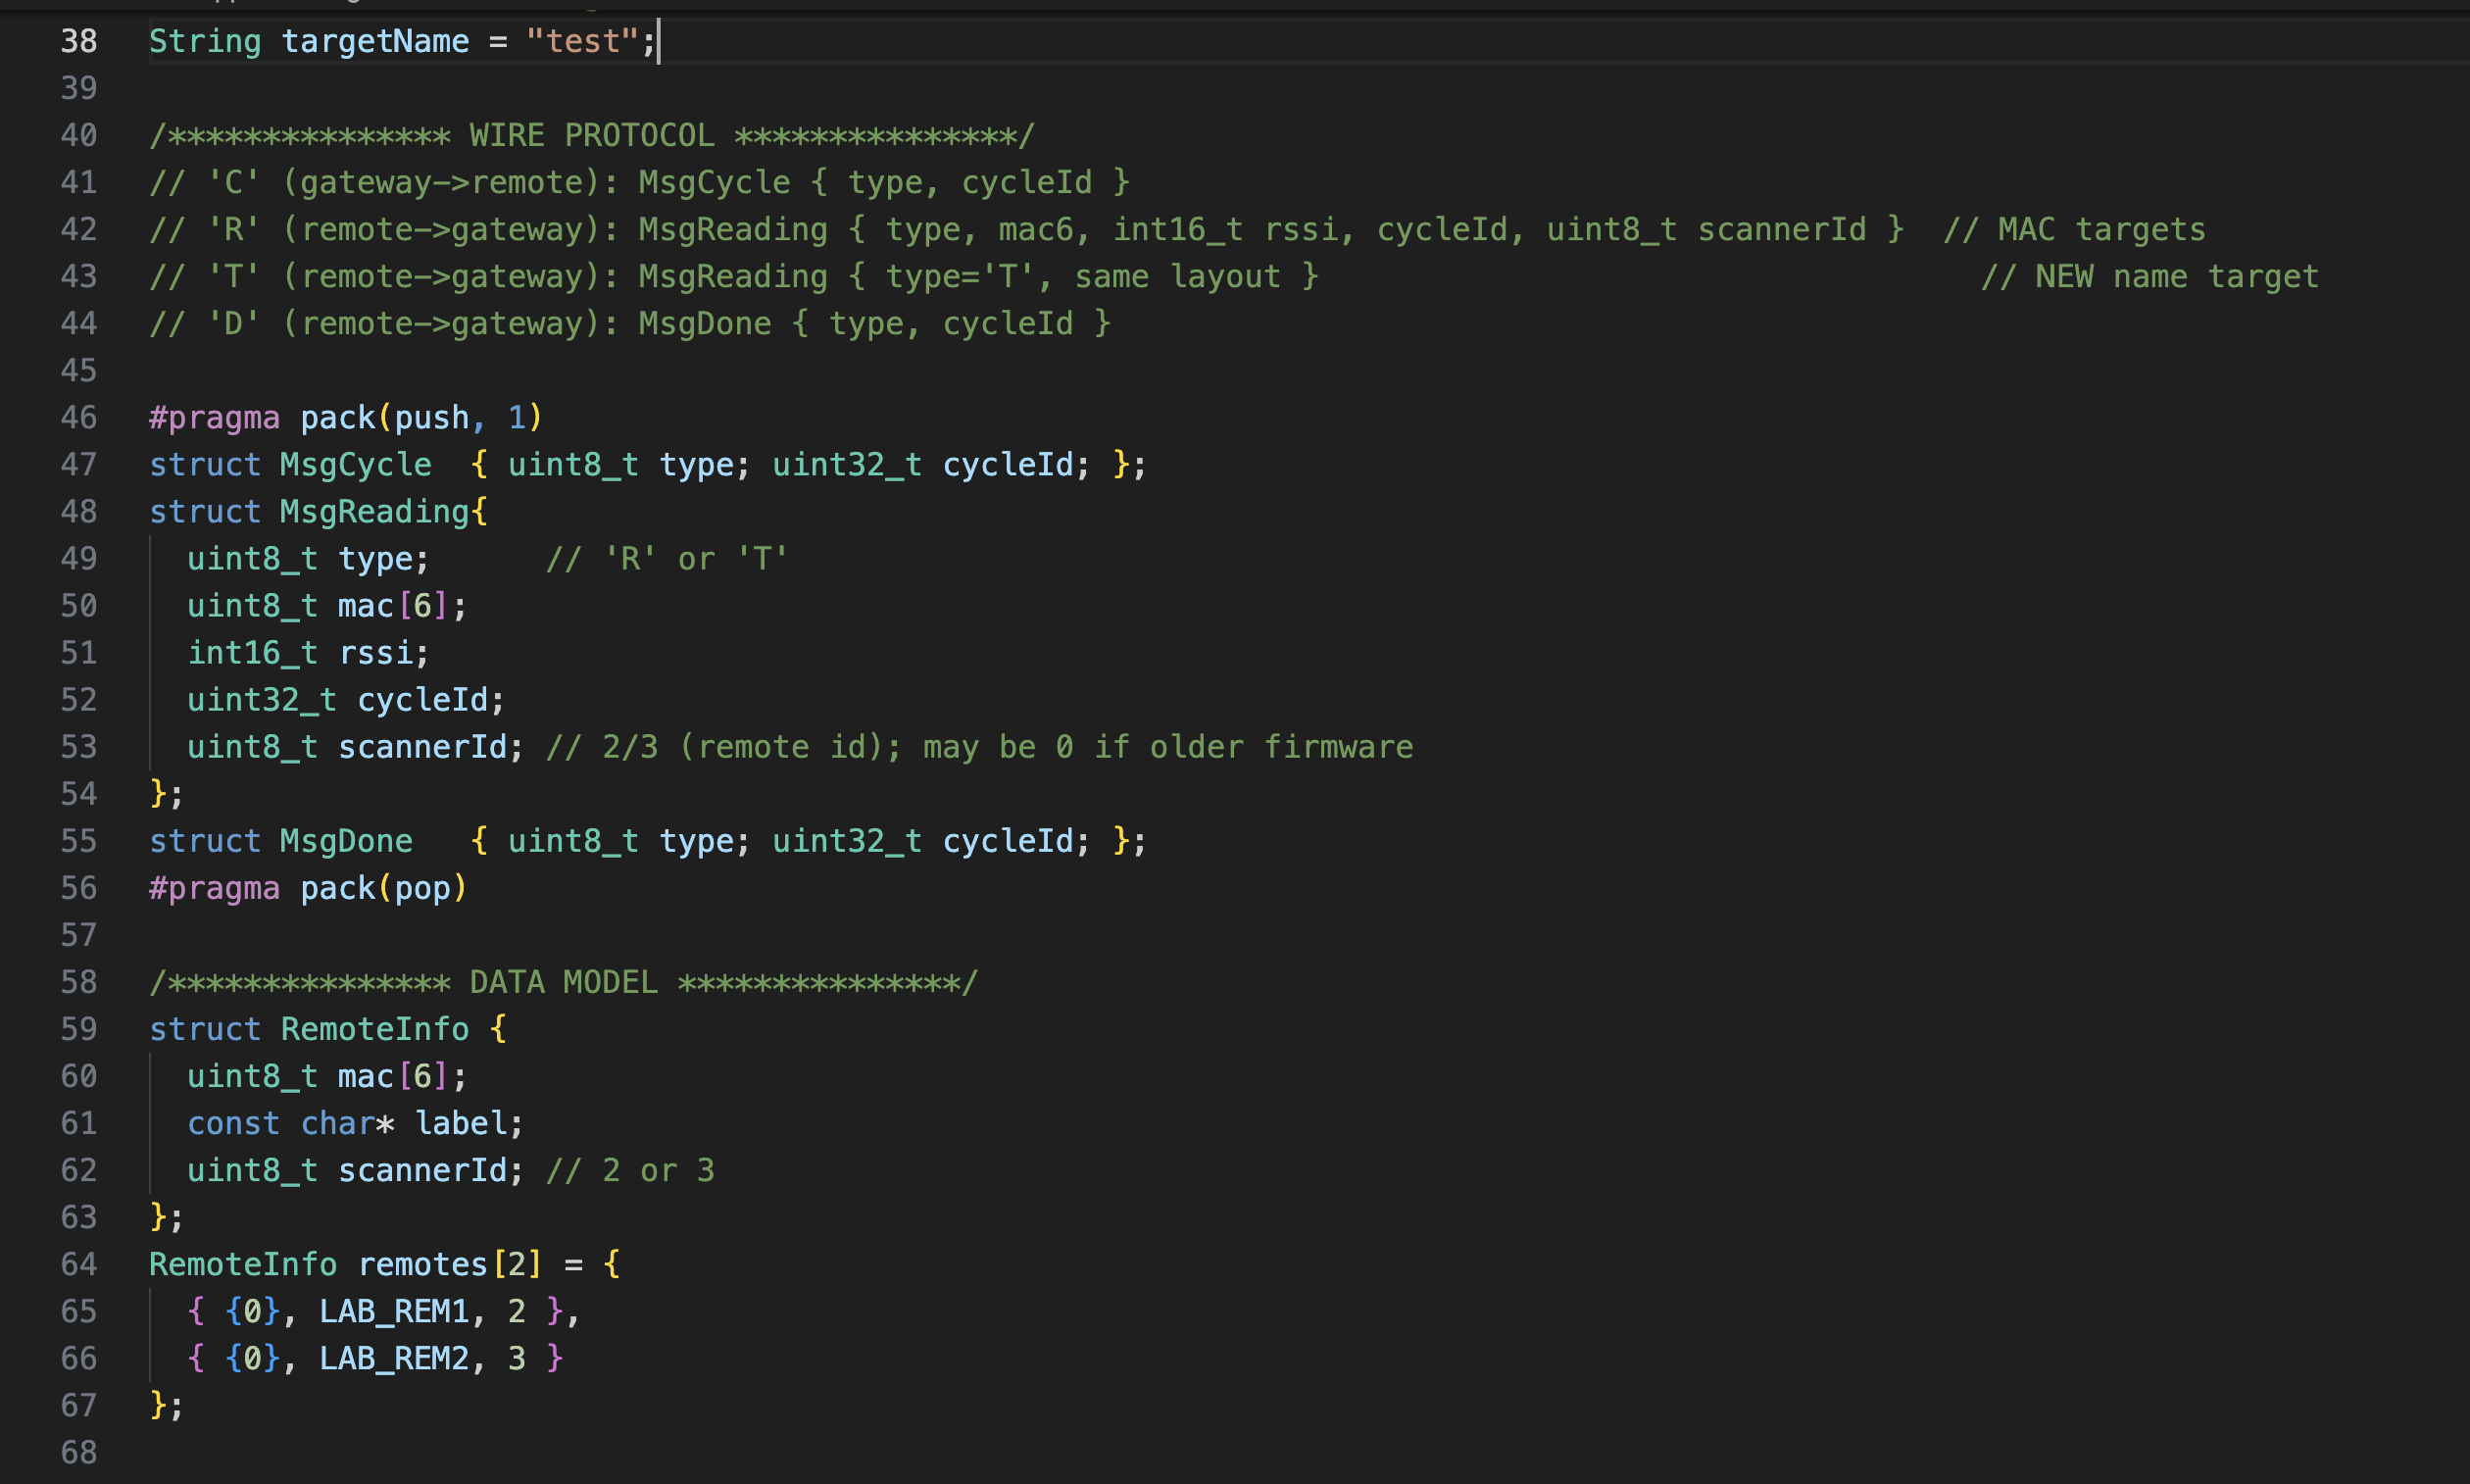 38 String targetName = "test";
39
40 /*************** WIRE PROTOCOL ***************/
41 // 'C' (gateway->remote): MsgCycle { type, cycleId }
42 // 'R' (remote->gateway): MsgReading { type, mac6, int16_t rssi, cycleId, uint8_t scannerId }  // MAC targets
43 // 'T' (remote->gateway): MsgReading { type='T', same layout }                                   // NEW name target
44 // 'D' (remote->gateway): MsgDone { type, cycleId }
45
46 #pragma pack(push, 1)
47 struct MsgCycle  { uint8_t type; uint32_t cycleId; };
48 struct MsgReading{
49   uint8_t type;      // 'R' or 'T'
50   uint8_t mac[6];
51   int16_t rssi;
52   uint32_t cycleId;
53   uint8_t scannerId; // 2/3 (remote id); may be 0 if older firmware
54 };
55 struct MsgDone   { uint8_t type; uint32_t cycleId; };
56 #pragma pack(pop)
57
58 /*************** DATA MODEL ***************/
59 struct RemoteInfo {
60   uint8_t mac[6];
61   const char* label;
62   uint8_t scannerId; // 2 or 3
63 };
64 RemoteInfo remotes[2] = {
65   { {0}, LAB_REM1, 2 },
66   { {0}, LAB_REM2, 3 }
67 };
68